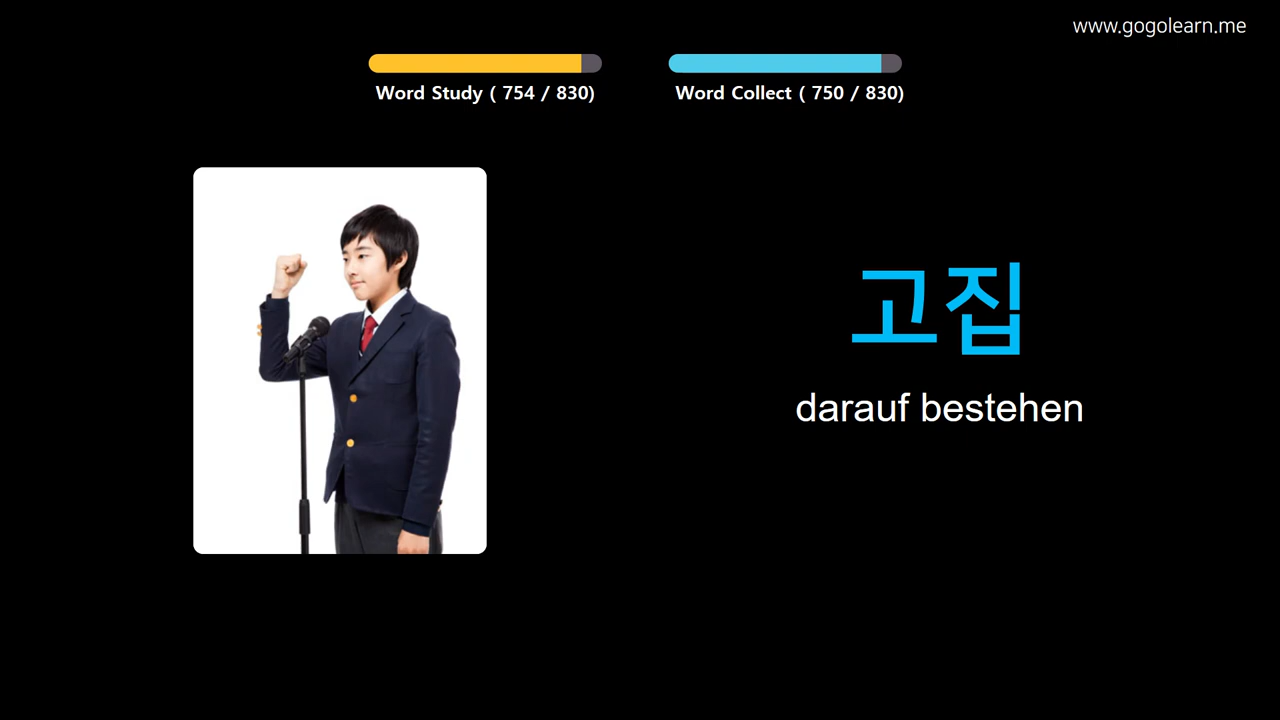 www.gogolearn.me
Word Study ( 754 / 830)
Word Collect ( 750 / 830)
고집
darauf bestehen